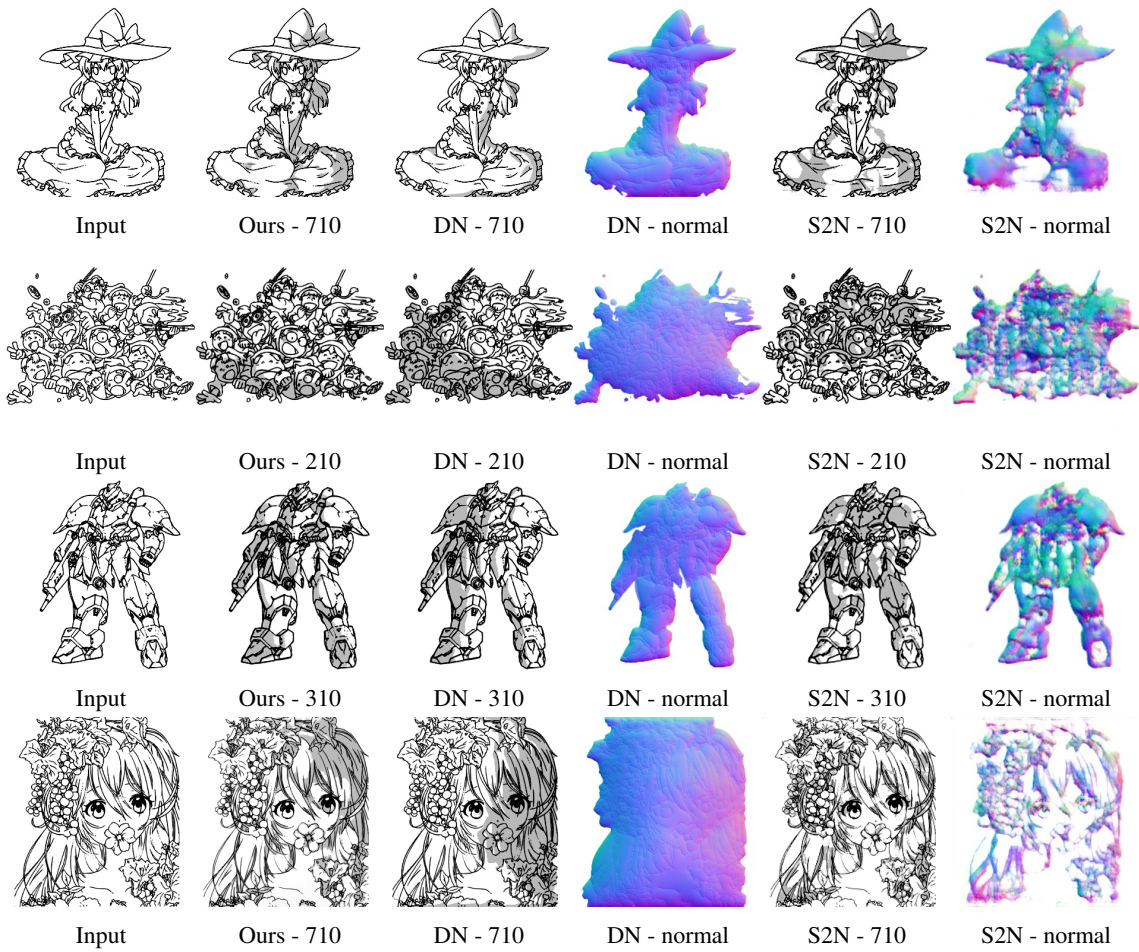 Input Ours - 710 DN - 710 DN - normal S2N - 710 S2N - normal
Input Ours - 210 DN - 210 DN - normal S2N - 210 S2N - normal
Input Ours - 310 DN - 310 DN - normal S2N - 310 S2N - normal
Input Ours - 710 DN - 710 DN - normal S2N - 710 S2N - normal